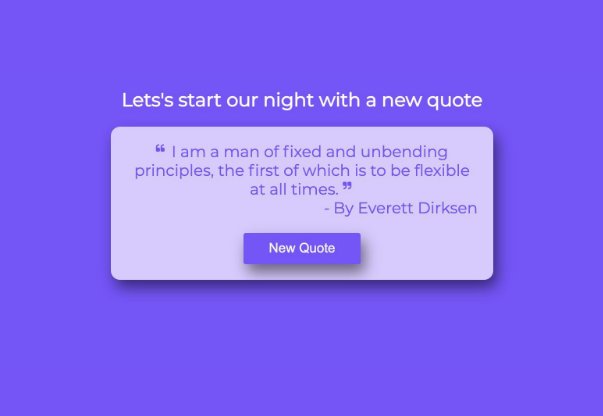 Lets's start our night with a new quote
❝ I am a man of fixed and unbending
principles, the first of which is to be flexible
at all times. ❞
- By Everett Dirksen
New Quote